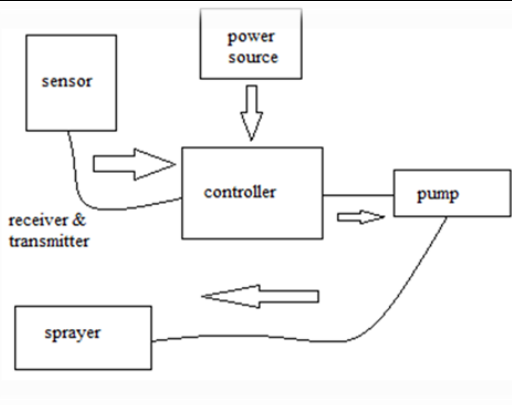 power
source
sensor
controller
pump
receiver &
transmitter
sprayer